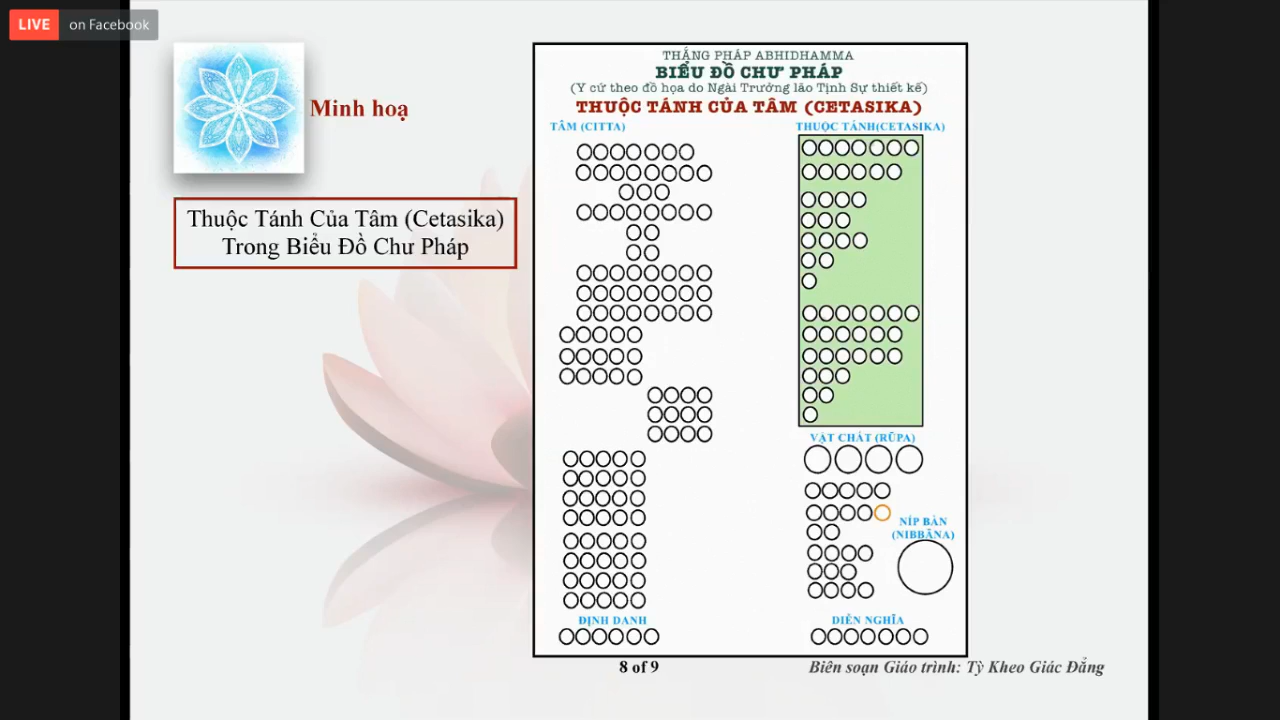 LIVE on Facebook
Minh hoạ
Thuộc Tánh Của Tâm (Cetasika)
Trong Biểu Đồ Chư Pháp
THẮNG PHÁP ABHIDHAMMA
BIỂU ĐỒ CHƯ PHÁP
(Y cứ theo đồ họa do Ngài Trưởng lão Tịnh Sự thiết kế)
THUỘC TÁNH CỦA TÂM (CETASIKA)
TÂM (CITTA)
THUỘC TÁNH(CETASIKA)
VẬT CHẤT (RŪPA)
NÍP BÀN
(NIBBĀNA)
ĐỊNH DANH
DIỄN NGHĨA
8 of 9
Biên soạn Giáo trình: Tỳ Kheo Giác Đẳng